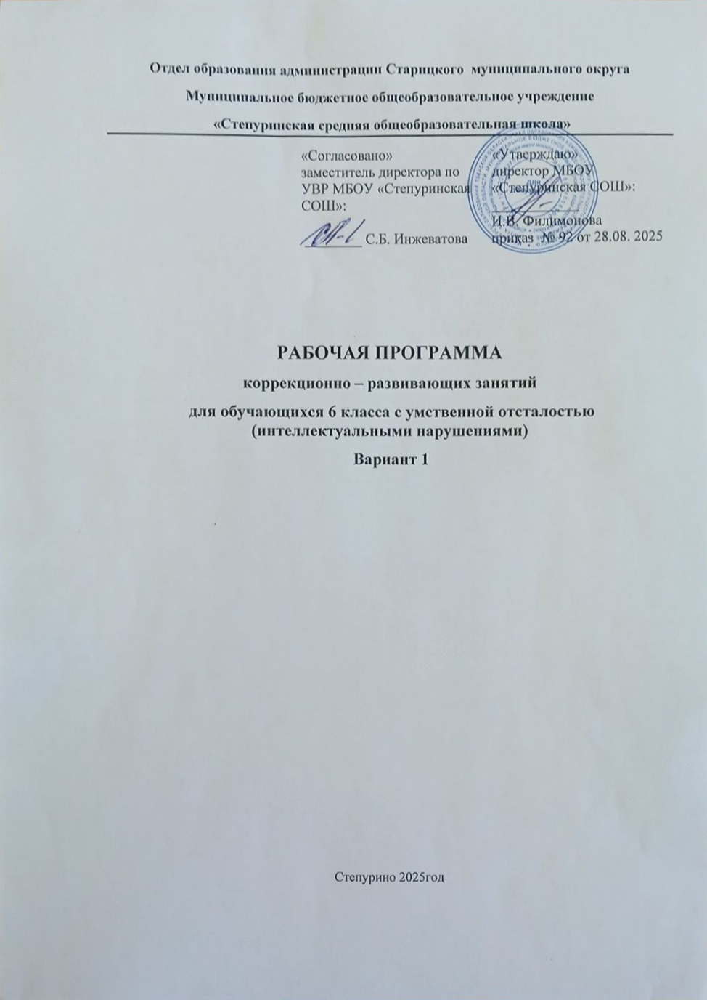 Отдел образования администрации Старицкого муниципального округа
Муниципальное бюджетное общеобразовательное учреждение
«Степуринская средняя общеобразовательная школа»
«Согласовано»
заместитель директора по
УВР МБОУ «Степуринская
СОШ»:
С.Б. Инжеватова
«Утверждаю»
директор МБОУ
«Степуринская СОШ»:
И.В. Филимонова
приказ № 92 от 28.08. 2025
РАБОЧАЯ ПРОГРАММА
коррекционно – развивающих занятий
для обучающихся 6 класса с умственной отсталостью
(интеллектуальными нарушениями)
Вариант 1
Степурино 2025год